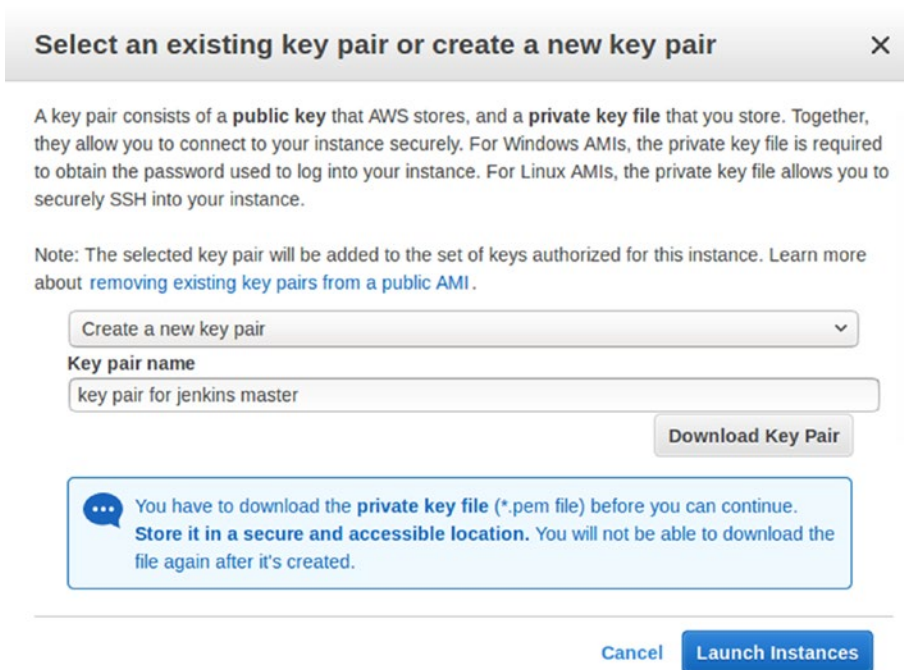 Select an existing key pair or create a new key pair
A key pair consists of a public key that AWS stores, and a private key file that you store. Together,
they allow you to connect to your instance securely. For Windows AMIs, the private key file is required
to obtain the password used to log into your instance. For Linux AMIs, the private key file allows you to
securely SSH into your instance.
Note: The selected key pair will be added to the set of keys authorized for this instance. Learn more
about removing existing key pairs from a public AMI.
Create a new key pair
Key pair name
key pair for jenkins master
Download Key Pair
You have to download the private key file (*.pem file) before you can continue.
Store it in a secure and accessible location. You will not be able to download the
file again after it's created.
Cancel Launch Instances